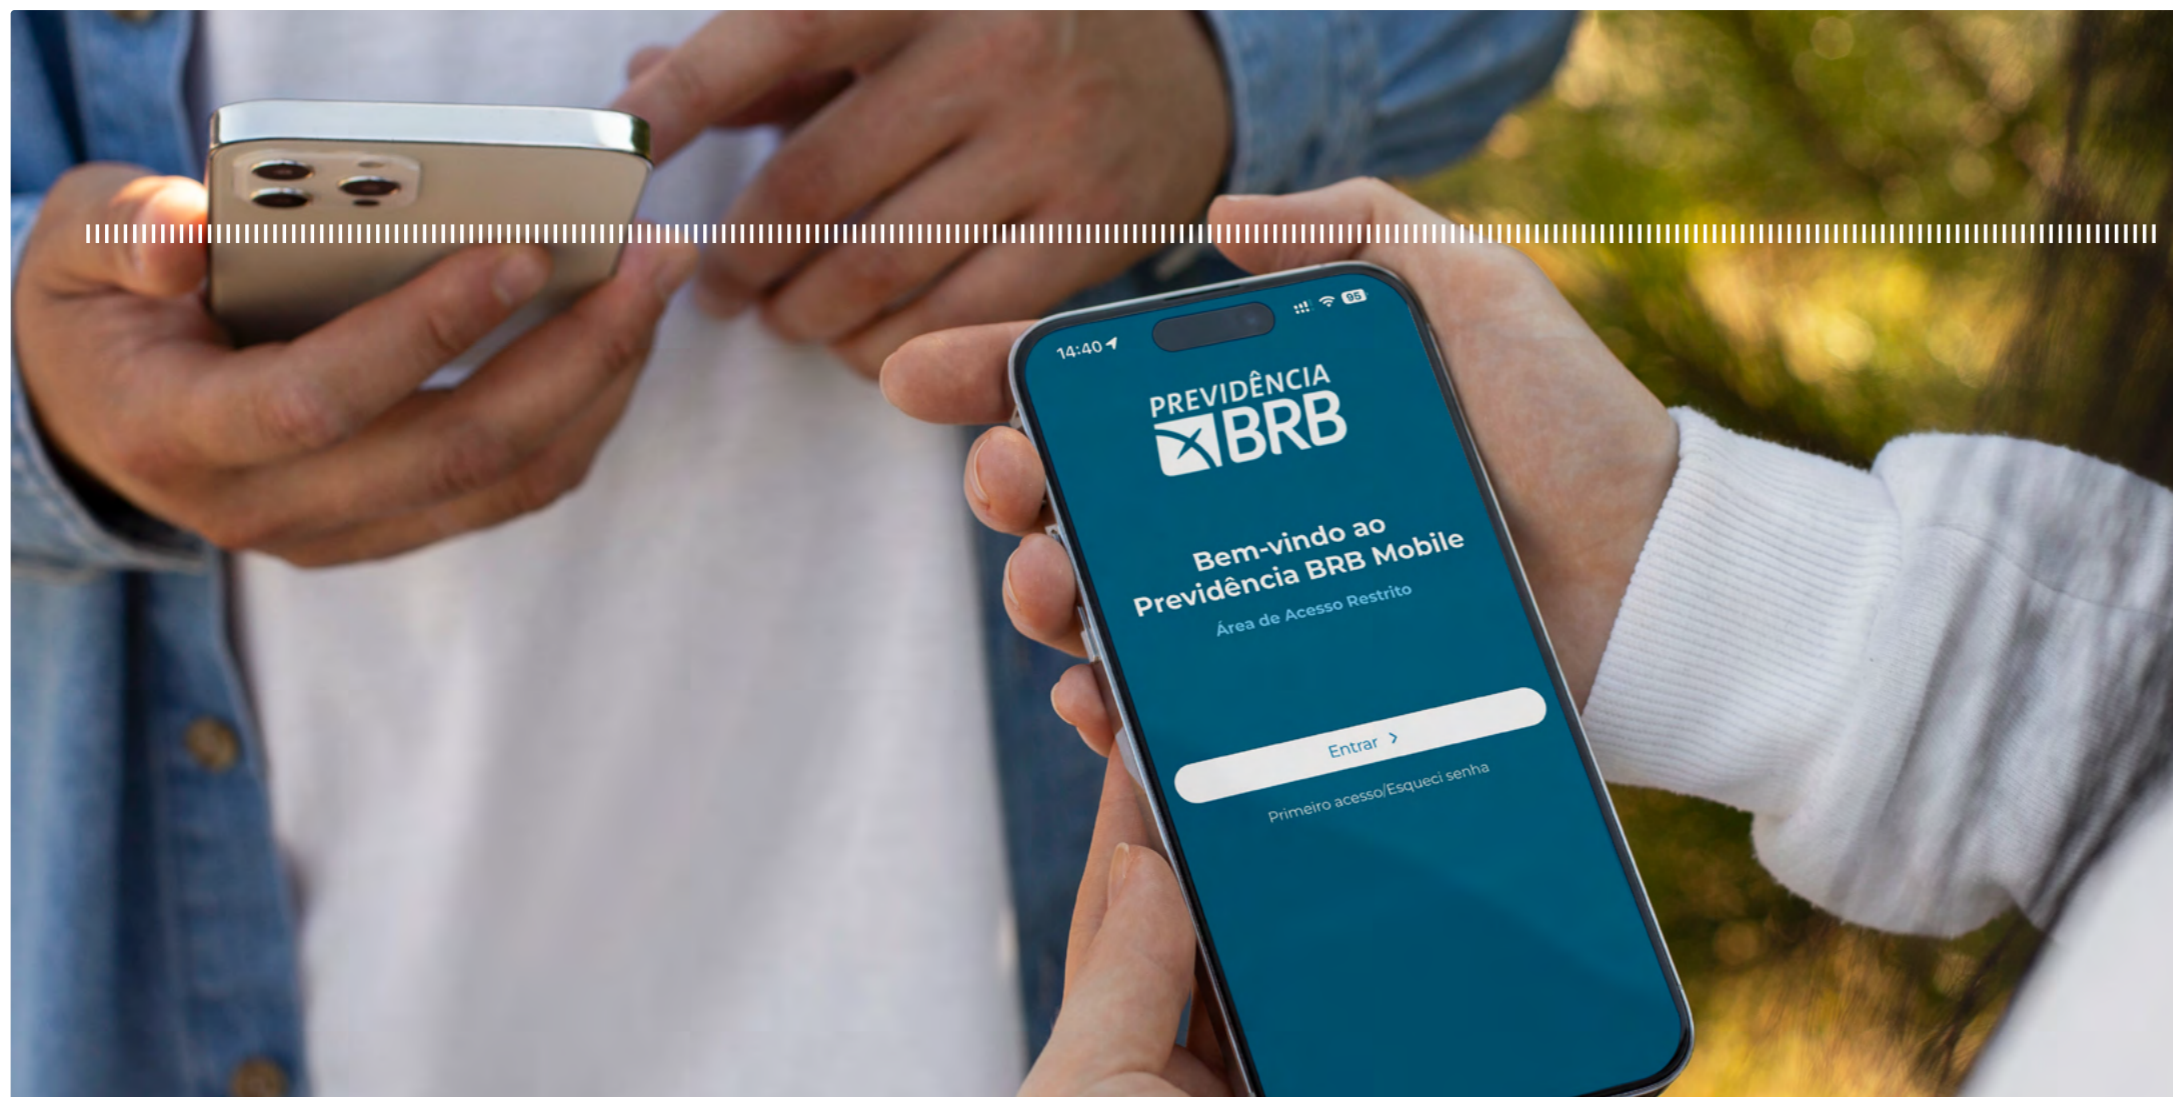 14:40
95
PREVIDÊNCIA
BRB
Bem-vindo ao
Previdência BRB Mobile
Área de Acesso Restrito
Entrar >
Primeiro acesso/Esqueci senha